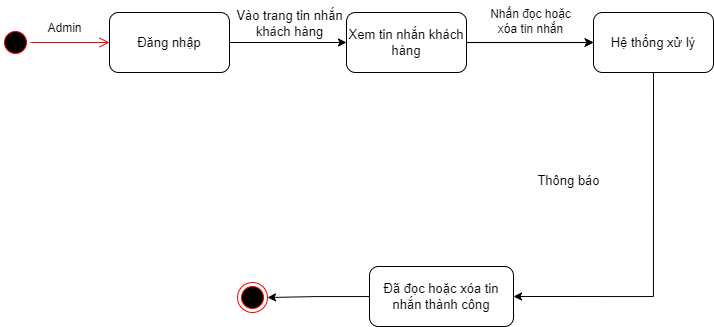 Admin
Đăng nhập
Vào trang tin nhắn
khách hàng
Xem tin nhắn khách
hàng
Nhấn đọc hoặc
xóa tin nhắn
Hệ thống xử lý
Thông báo
Đã đọc hoặc xóa tin
nhắn thành công